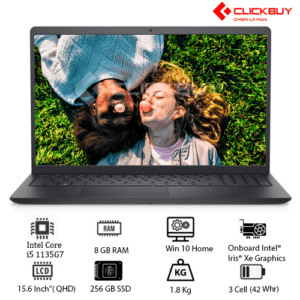 CLICKBUY
CHỌN LÀ MUA.
Intel Core
i5 1135G7
RAM
8 GB RAM
Win 10 Home
Onboard Intel®
Iris® Xe Graphics
LCD
15.6 Inch"( QHD)
256 GB SSD
KG
1.8 Kg
3 Cell (42 Whr)